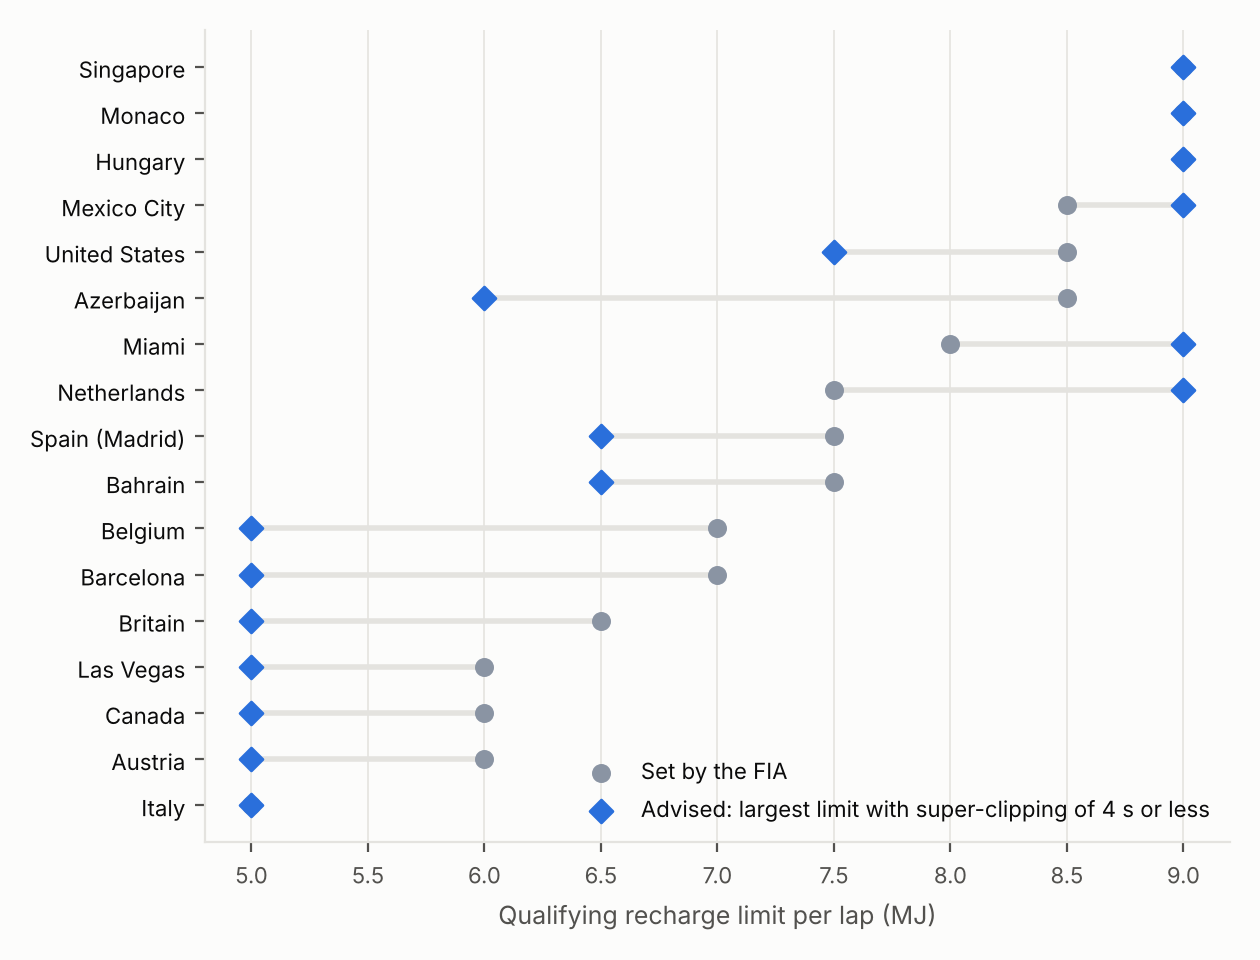 Singapore
Monaco
Hungary
Mexico City
United States
Azerbaijan
Miami
Netherlands
Spain (Madrid)
Bahrain
Belgium
Barcelona
Britain
Las Vegas
Canada
Austria
Italy
Set by the FIA
Advised: largest limit with super-clipping of 4 s or less
5.0 5.5 6.0 6.5 7.0 7.5 8.0 8.5 9.0
Qualifying recharge limit per lap (MJ)